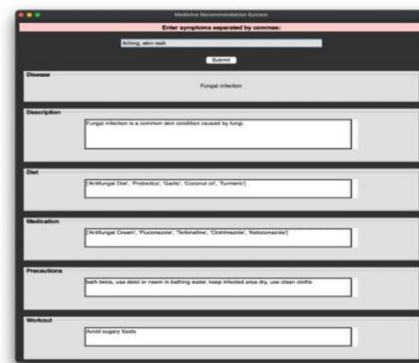 Medicine Recommendation System
Enter symptoms separated by commas:
itching, skin rash
Submit
Disease
Fungal infection
Description
Fungal infection is a common skin condition caused by fungi.
Diet
['Antifungal Diet', 'Probiotics', 'Garlic', 'Coconut oil', 'Turmeric']
Medication
['Antifungal Cream', 'Fluconazole', 'Terbinafine', 'Clotrimazole', 'Ketoconazole']
Precautions
bath twice, use detol or neem in bathing water, keep infected area dry, use clean cloths
Workout
Avoid sugary foods